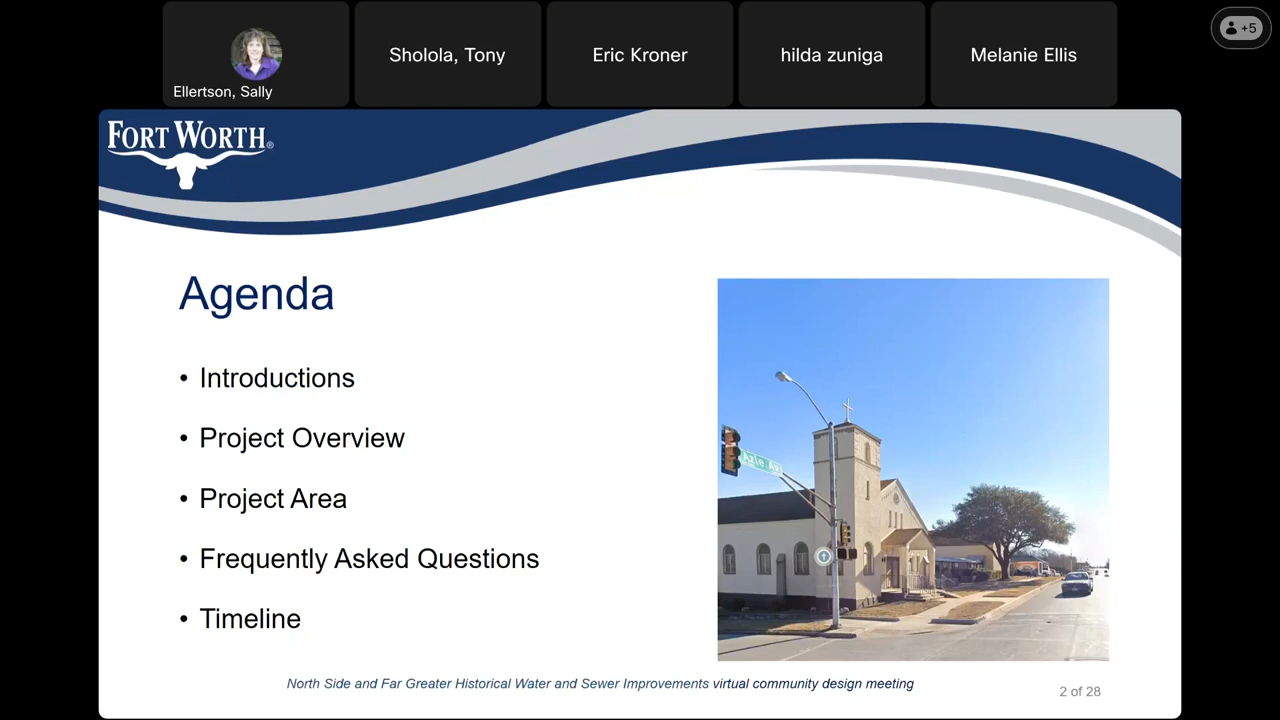 +5
Ellertson, Sally
Sholola, Tony
Eric Kroner
hilda zuniga
Melanie Ellis
FORT WORTH®
Agenda
• Introductions
• Project Overview
• Project Area
• Frequently Asked Questions
• Timeline
Azle Av
North Side and Far Greater Historical Water and Sewer Improvements virtual community design meeting
2 of 28